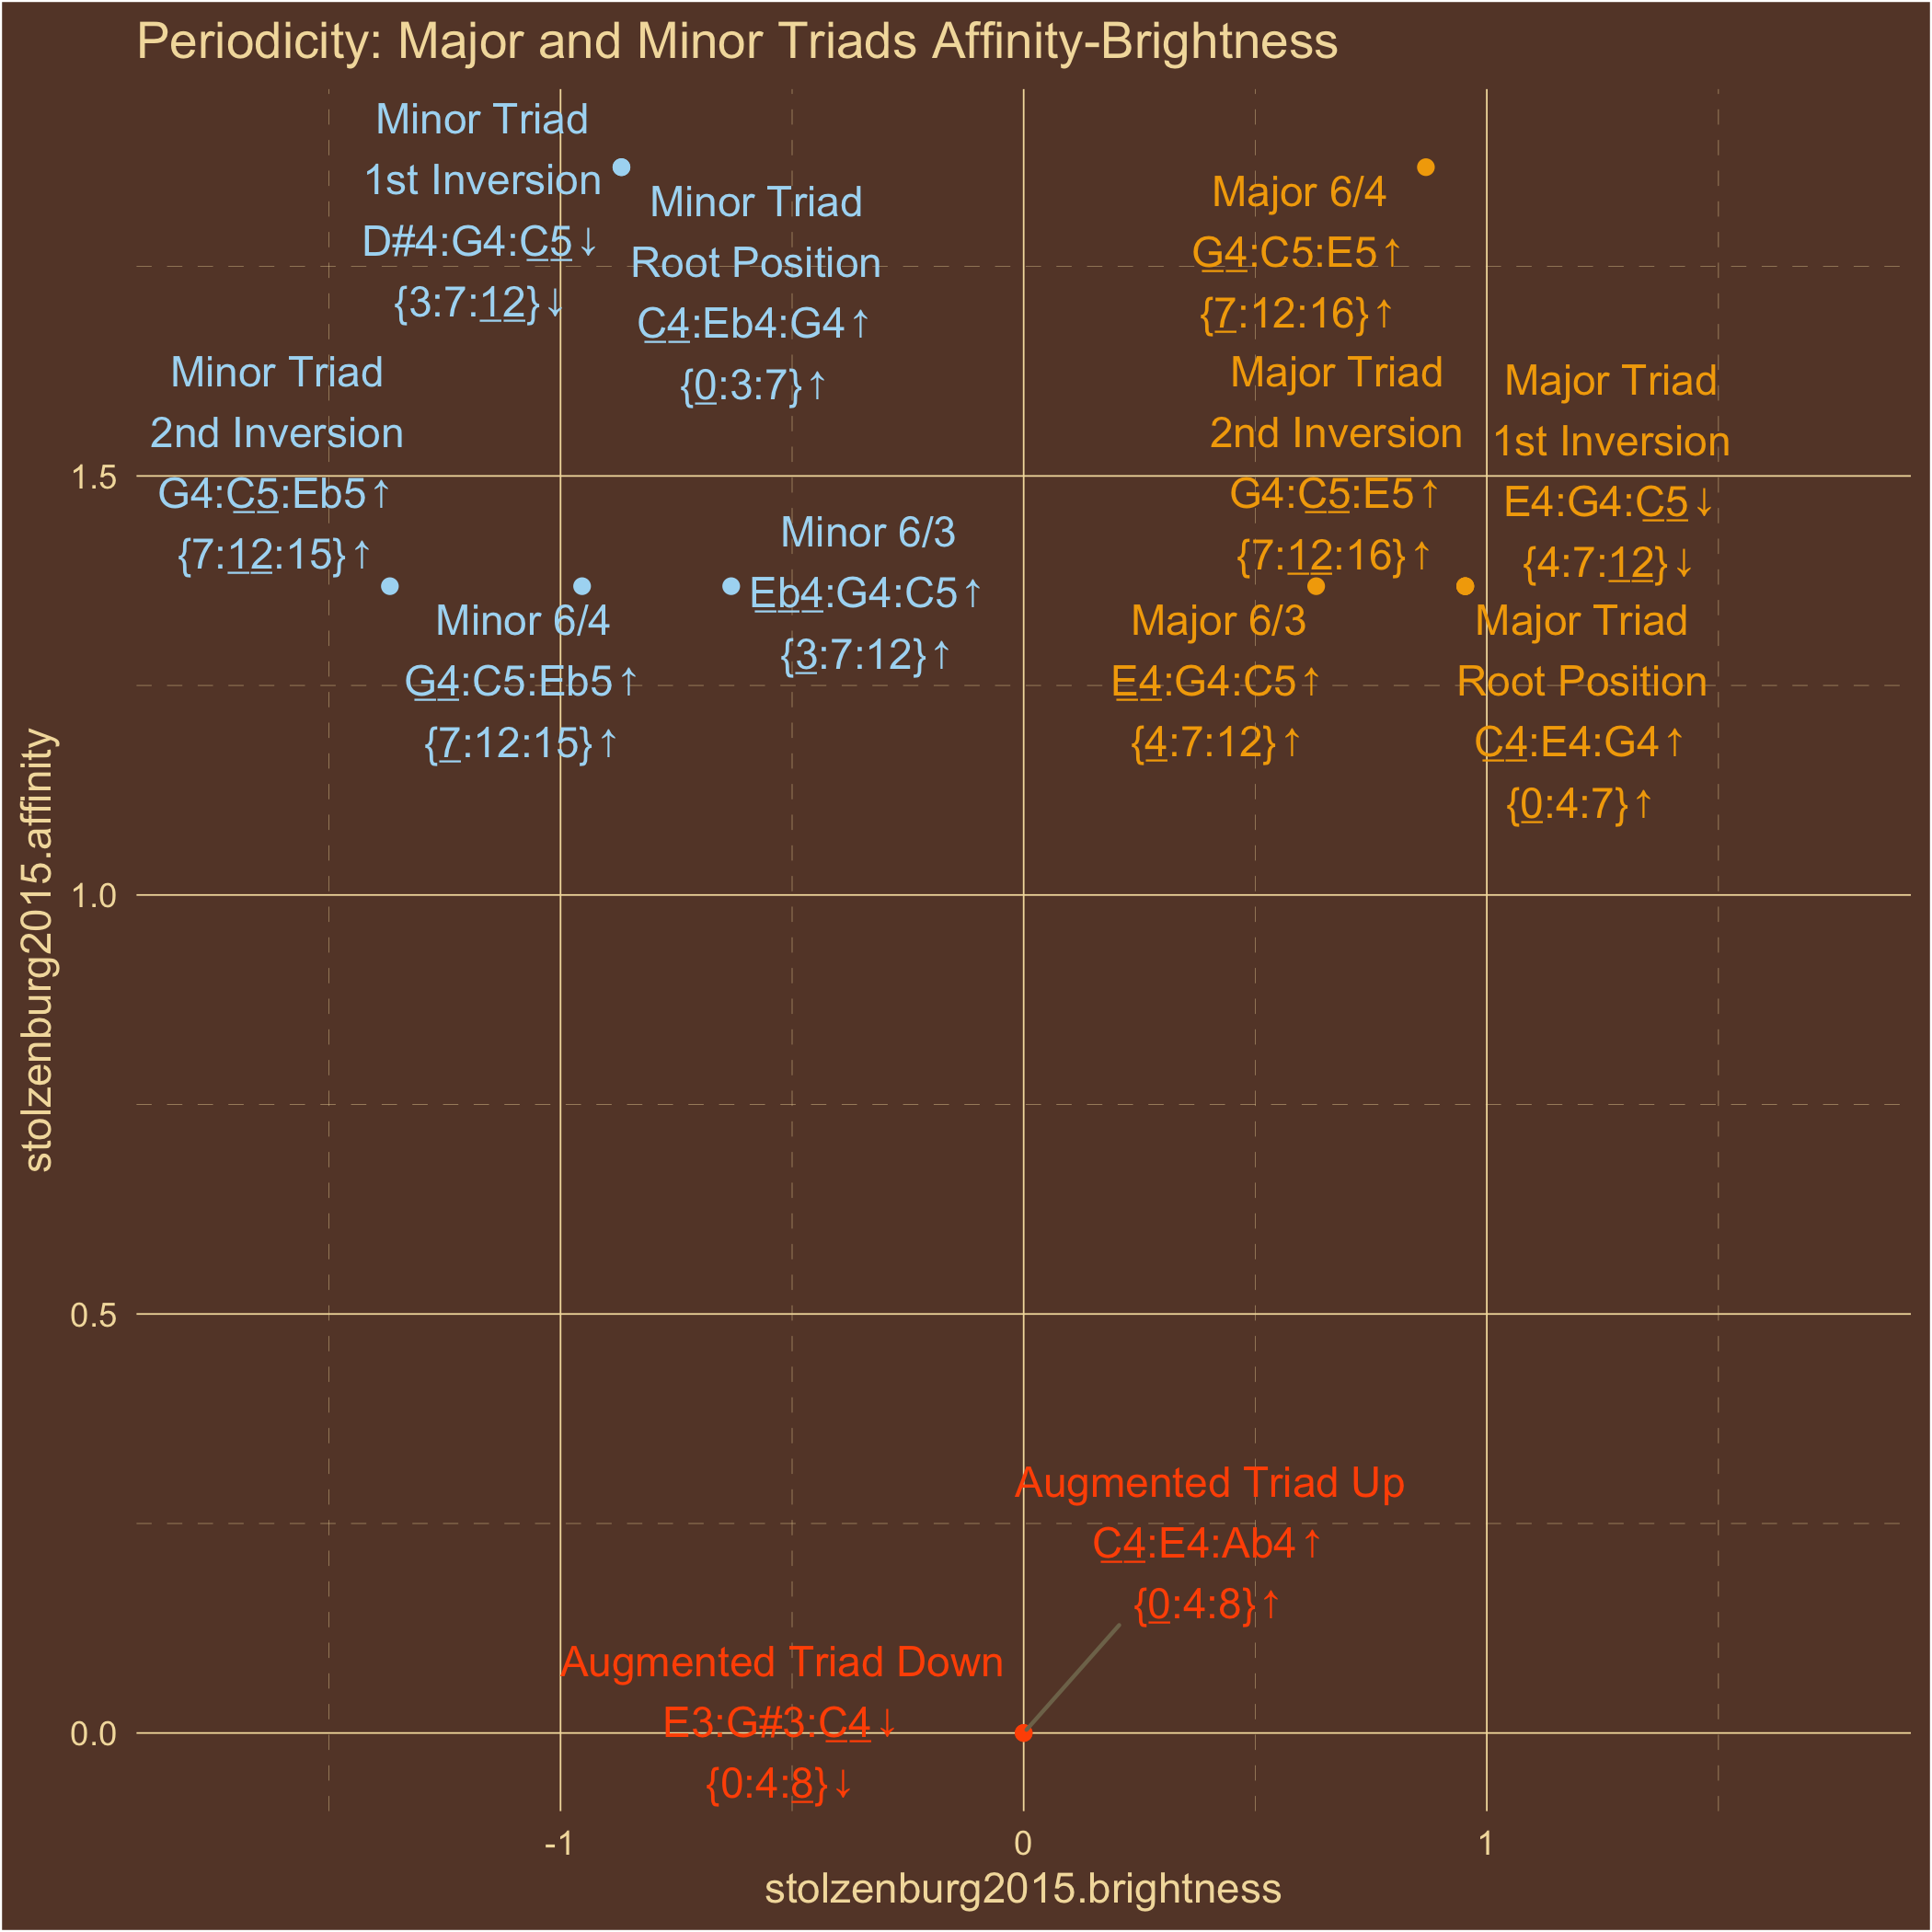 Periodicity: Major and Minor Triads Affinity-Brightness
Minor Triad
1st Inversion
D#4:G4:C5↓
{3:7:12}↓
Minor Triad
Root Position
C4:Eb4:G4↑
{0:3:7}↑
Major 6/4
G4:C5:E5↑
{7:12:16}↑
Minor Triad
2nd Inversion
G4:C5:Eb5↑
{7:12:15}↑
Major Triad
2nd Inversion
G4:C5:E5↑
{7:12:16}↑
Major Triad
1st Inversion
E4:G4:C5↓
{4:7:12}↓
Minor 6/3
Eb4:G4:C5↑
{3:7:12}↑
Minor 6/4
G4:C5:Eb5↑
{7:12:15}↑
Major 6/3
E4:G4:C5↑
{4:7:12}↑
Major Triad
Root Position
C4:E4:G4↑
{0:4:7}↑
Augmented Triad Up
C4:E4:Ab4↑
{0:4:8}↑
Augmented Triad Down
E3:G#3:C4↓
{0:4:8}↓
1.5
1.0
0.5
0.0
-1
0
1
stolzenburg2015.affinity
stolzenburg2015.brightness